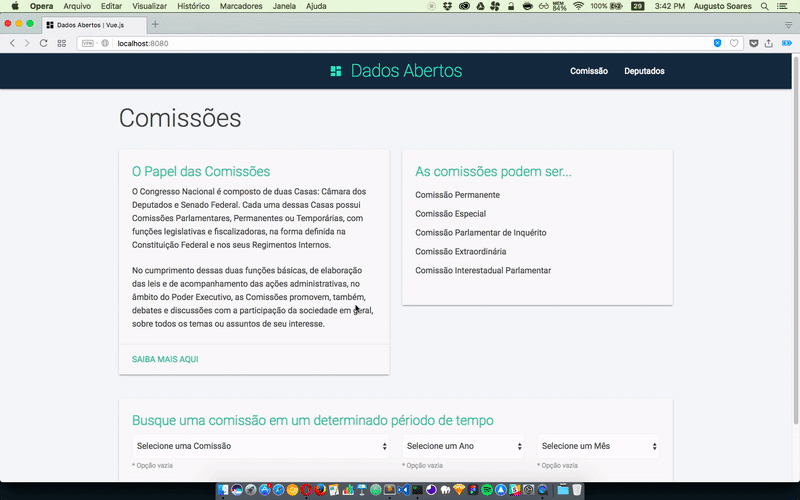 Opera Arquivo Editar Visualizar Histórico Marcadores Janela Ajuda MEM 84% 100% 29 3:42 PM Augusto Soares
Dados Abertos | Vue.js
VPN localhost:8080
Dados Abertos Comissão Deputados
Comissões
O Papel das Comissões
O Congresso Nacional é composto de duas Casas: Câmara dos
Deputados e Senado Federal. Cada uma dessas Casas possui
Comissões Parlamentares, Permanentes ou Temporárias, com
funções legislativas e fiscalizadoras, na forma definida na
Constituição Federal e nos seus Regimentos Internos.
No cumprimento dessas duas funções básicas, de elaboração
das leis e de acompanhamento das ações administrativas, no
âmbito do Poder Executivo, as Comissões promovem, também,
debates e discussões com a participação da sociedade em geral,
sobre todos os temas ou assuntos de seu interesse.
SAIBA MAIS AQUI
As comissões podem ser...
Comissão Permanente
Comissão Especial
Comissão Parlamentar de Inquérito
Comissão Extraordinária
Comissão Interestadual Parlamentar
Busque uma comissão em um determinado périodo de tempo
Selecione uma Comissão Selecione um Ano Selecione um Mês
* Opção vazia * Opção vazia * Opção vazia